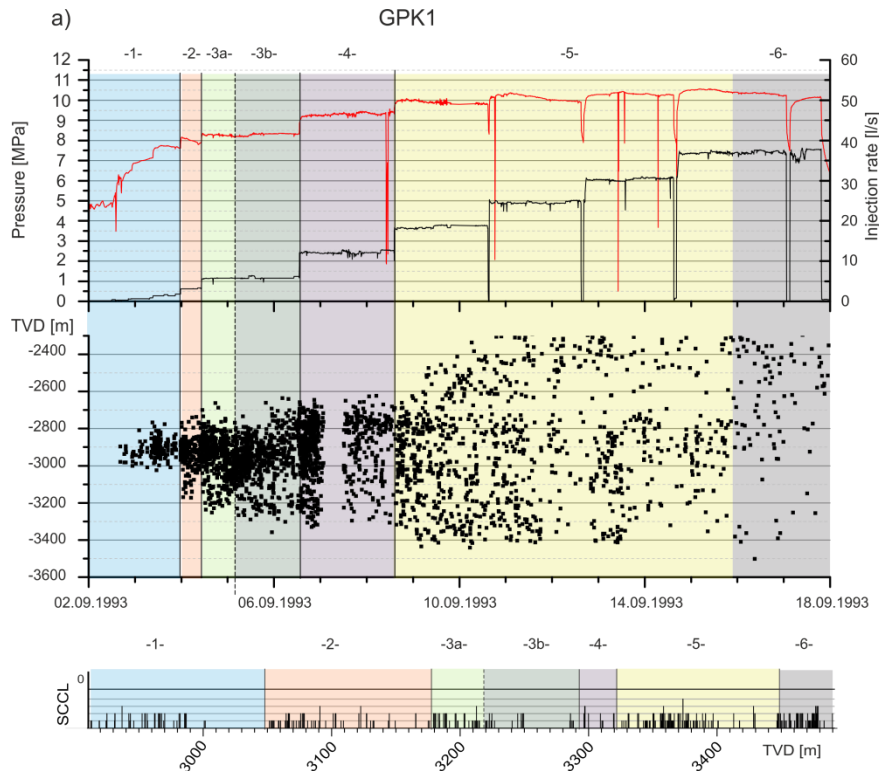 a) GPK1
-1- -2- -3a- -3b- -4- -5- -6-
12 60
11
10 50
9
8 40
7
6 30
5
4 20
3
2 10
1
0 0
Pressure [MPa]
Injection rate [l/s]
TVD [m]
-2400
-2600
-2800
-3000
-3200
-3400
-3600
02.09.1993 06.09.1993 10.09.1993 14.09.1993 18.09.1993
-1- -2- -3a- -3b- -4- -5- -6-
0
SCCL
3000 3100 3200 3300 3400
TVD [m]